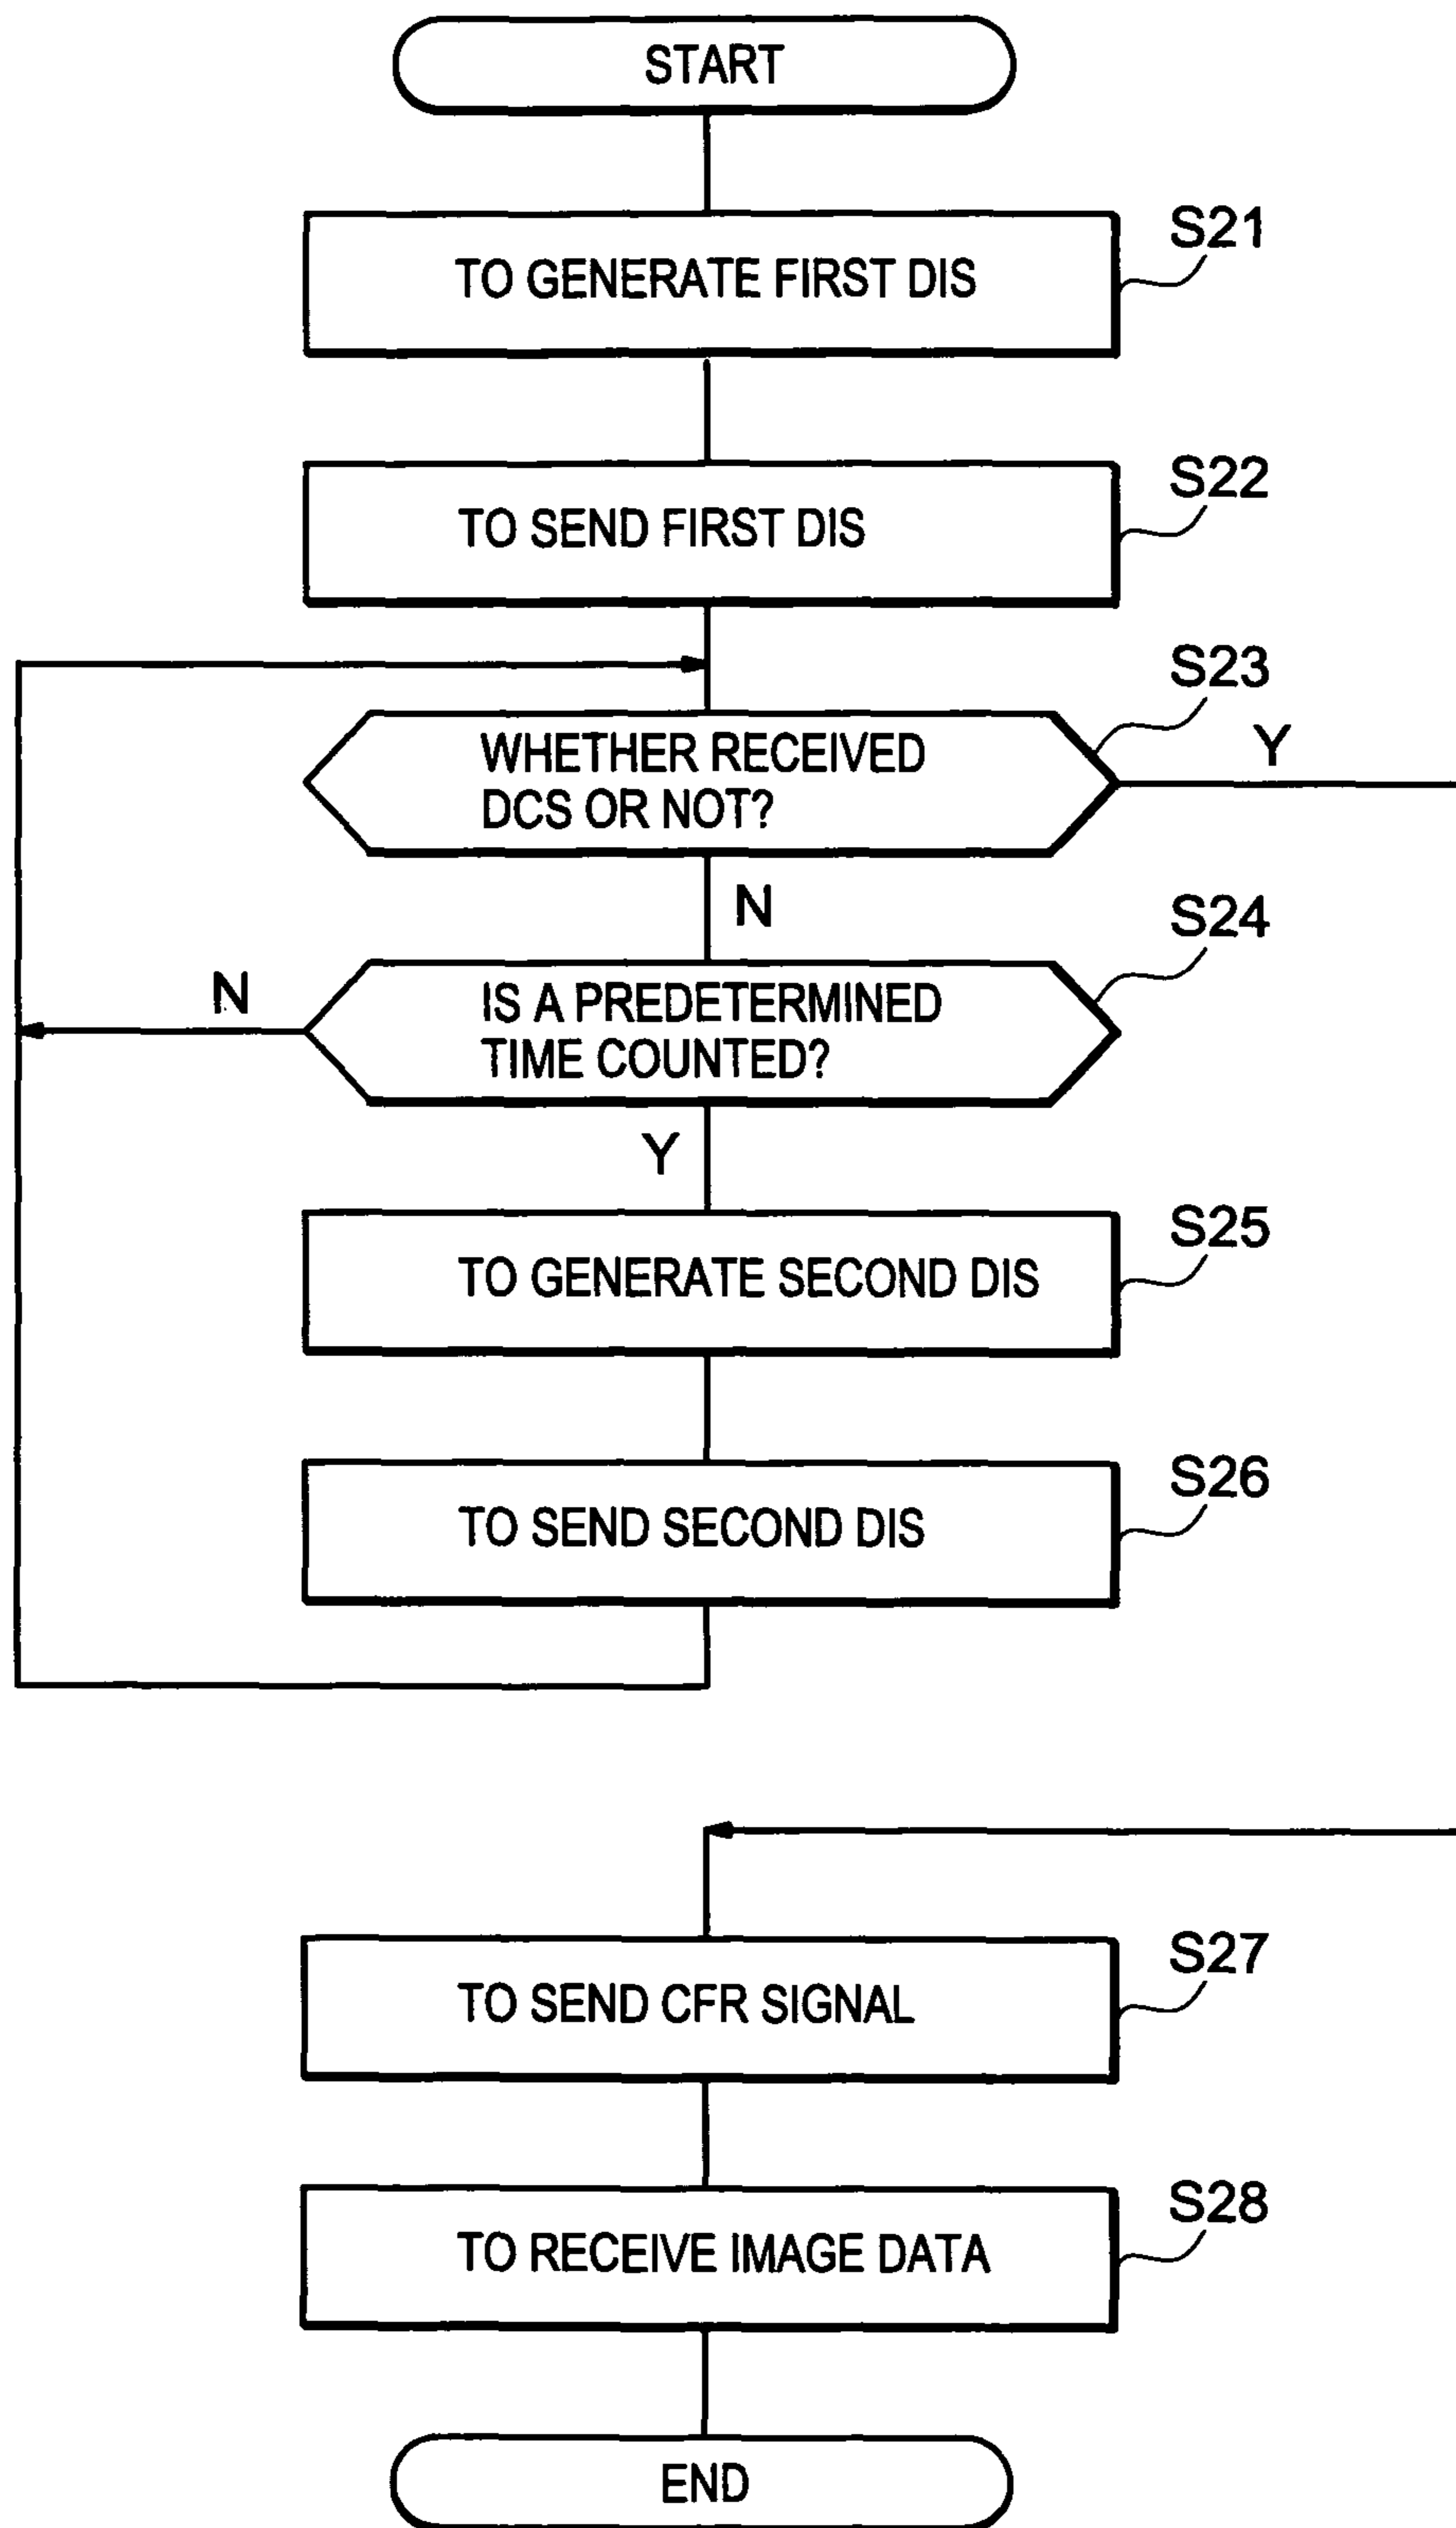 START
TO GENERATE FIRST DIS
S21
TO SEND FIRST DIS
S22
WHETHER RECEIVED
DCS OR NOT?
S23
Y
N
IS A PREDETERMINED
TIME COUNTED?
S24
N
Y
TO GENERATE SECOND DIS
S25
TO SEND SECOND DIS
S26
TO SEND CFR SIGNAL
S27
TO RECEIVE IMAGE DATA
S28
END